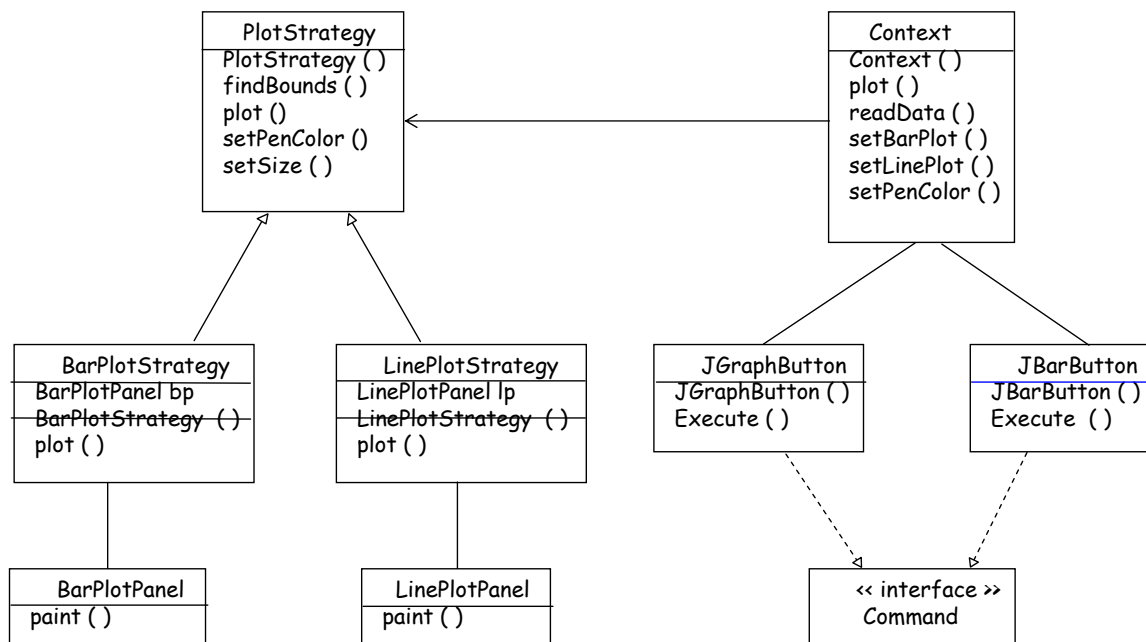 PlotStrategy
PlotStrategy ( )
findBounds ( )
plot ()
setPenColor ()
setSize ( )
Context
Context ( )
plot ( )
readData ( )
setBarPlot ( )
setLinePlot ( )
setPenColor ( )
BarPlotStrategy
BarPlotPanel bp
BarPlotStrategy ( )
plot ( )
LinePlotStrategy
LinePlotPanel lp
LinePlotStrategy ( )
plot ( )
JGraphButton
JGraphButton ( )
Execute ( )
JBarButton
JBarButton ( )
Execute ( )
BarPlotPanel
paint ( )
LinePlotPanel
paint ( )
<< interface >>
Command